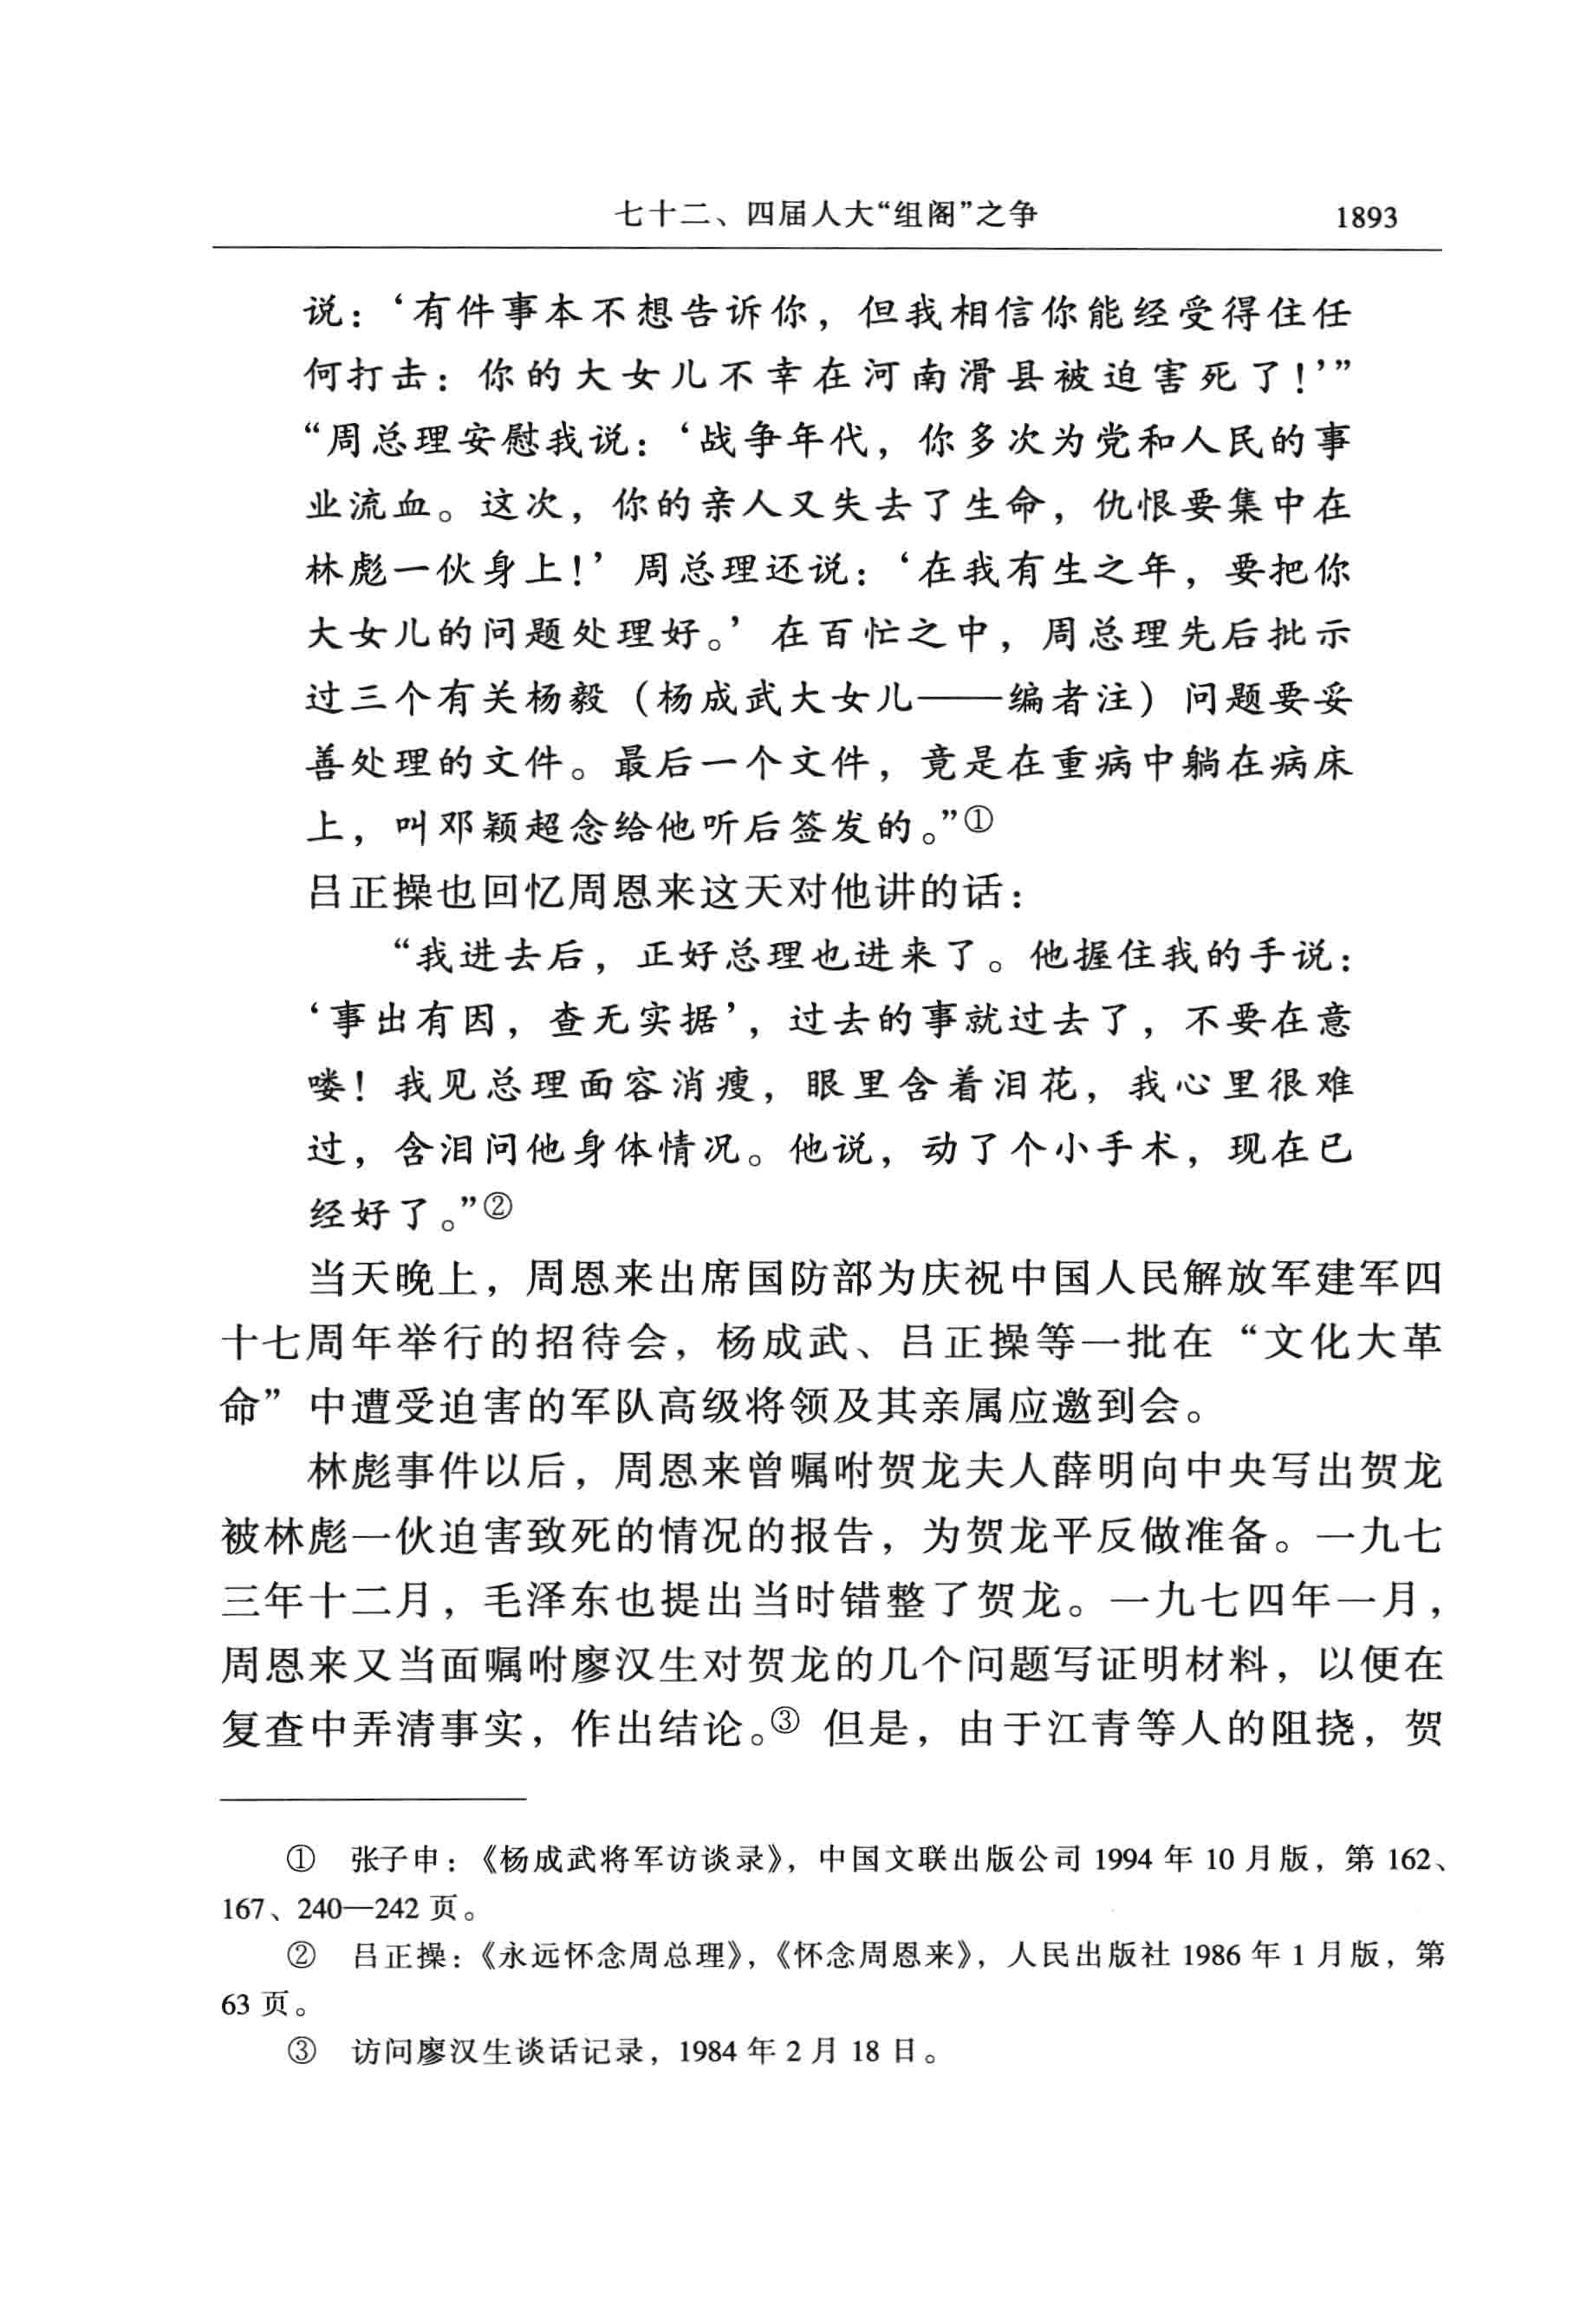 七十二、四届人大“组阁”之争 1893
说：‘有件事本不想告诉你，但我相信你能经受得住任
何打击：你的大女儿不幸在河南滑县被迫害死了！’”
“周总理安慰我说：‘战争年代，你多次为党和人民的事
业流血。这次，你的亲人又失去了生命，仇恨要集中在
林彪一伙身上！’周总理还说：‘在我有生之年，要把你
大女儿的问题处理好。’在百忙之中，周总理先后批示
过三个有关杨毅（杨成武大女儿——编者注）问题要妥
善处理的文件。最后一个文件，竟是在重病中躺在病床
上，叫邓颖超念给他听后签发的。”①
吕正操也回忆周恩来这天对他讲的话：
“我进去后，正好总理也进来了。他握住我的手说：
‘事出有因，查无实据’，过去的事就过去了，不要在意
喽！我见总理面容消瘦，眼里含着泪花，我心里很难
过，含泪问他身体情况。他说，动了个小手术，现在已
经好了。”②
当天晚上，周恩来出席国防部为庆祝中国人民解放军建军四
十七周年举行的招待会，杨成武、吕正操等一批在“文化大革
命”中遭受迫害的军队高级将领及其亲属应邀到会。
林彪事件以后，周恩来曾嘱咐贺龙夫人薛明向中央写出贺龙
被林彪一伙迫害致死的情况的报告，为贺龙平反做准备。一九七
三年十二月，毛泽东也提出当时错整了贺龙。一九七四年一月，
周恩来又当面嘱咐廖汉生对贺龙的几个问题写证明材料，以便在
复查中弄清事实，作出结论。③但是，由于江青等人的阻挠，贺
① 张子申：《杨成武将军访谈录》，中国文联出版公司 1994 年 10 月版，第 162、
167、240—242 页。
② 吕正操：《永远怀念周总理》，《怀念周恩来》，人民出版社 1986 年 1 月版，第
63 页。
③ 访问廖汉生谈话记录，1984 年 2 月 18 日。